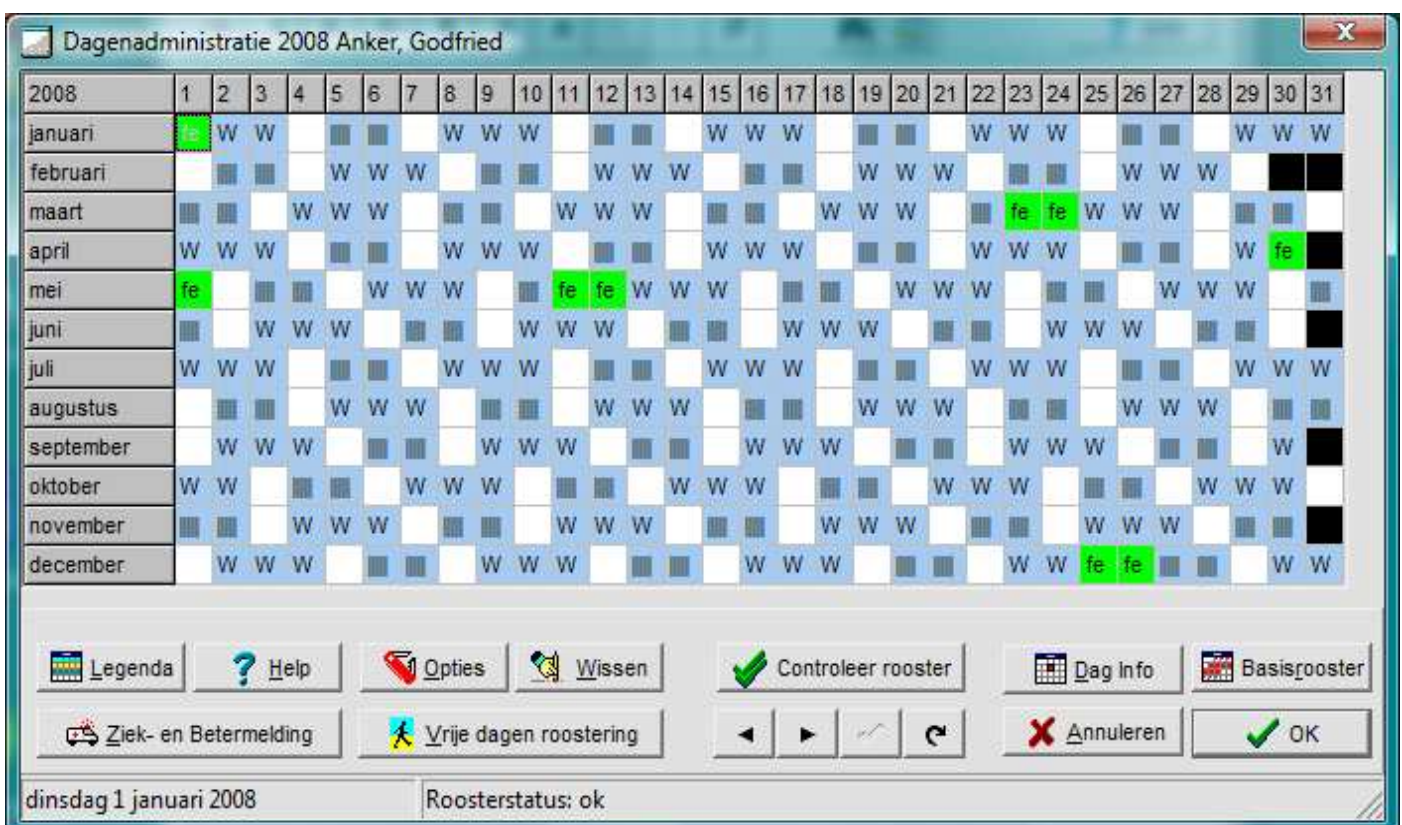 Dagenadministratie 2008 Anker, Godfried
2008 1 2 3 4 5 6 7 8 9 10 11 12 13 14 15 16 17 18 19 20 21 22 23 24 25 26 27 28 29 30 31
januari fe W W W W W W W W W W W W W W
februari W W W W W W W W W W W W
maart W W W W W W W W W fe fe W W W
april W W W W W W W W W W W W W fe
mei fe W W W fe fe W W W W W W W W W
juni W W W W W W W W W W W W
juli W W W W W W W W W W W W W W W
augustus W W W W W W W W W W W W
september W W W W W W W W W W W W W
oktober W W W W W W W W W W W W W W
november W W W W W W W W W W W W
december W W W W W W W W W W W fe fe W W
Legenda Help Opties Wissen Controleer rooster Dag Info Basisrooster
Ziek- en Betermelding Vrije dagen roostering Annuleren OK
dinsdag 1 januari 2008 Roosterstatus: ok